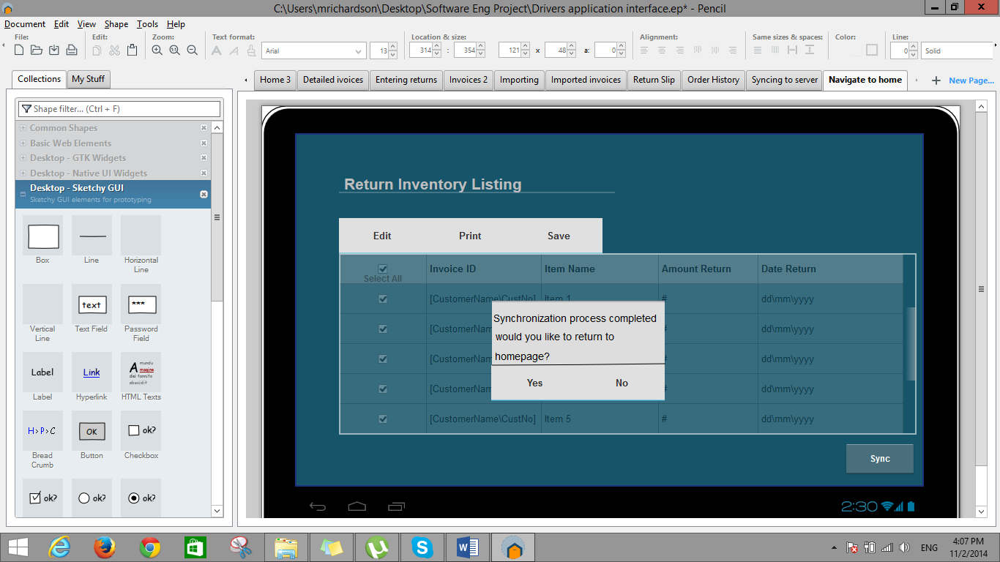 C:\Users\mrichardson\Desktop\Software Eng Project\Drivers application interface.ep* - Pencil
Document Edit View Shape Tools Help
File: Edit: Zoom: Text format: Location & size: Alignment: Same sizes & spaces: Color: Line:
Arial 13 314 : 354 121 x 48 a: 0 0 Solid
Collections My Stuff
Home 3 Detailed ivoices Entering returns Invoices 2 Importing Imported invoices Return Slip Order History Syncing to server Navigate to home New Page...
Shape filter... (Ctrl + F)
Common Shapes
Basic Web Elements
Desktop - GTK Widgets
Desktop - Native UI Widgets
Desktop - Sketchy GUI
Sketchy GUI elements for prototyping
Box Line Horizontal
Line
text ***
Vertical
Line
Text Field Password
Field
Label Link A mundu
magine
dei tannito
abucidit
Label Hyperlink HTML Texts
H>P>C OK ok?
Bread
Crumb
Button Checkbox
ok? ok? ok?
Return Inventory Listing
Edit Print Save
Select All Invoice ID Item Name Amount Return Date Return
[CustomerName\CustNo] Item 1 # dd\mm\yyyy
[CustomerNam # dd\mm\yyyy
[CustomerNam # dd\mm\yyyy
[CustomerNam # dd\mm\yyyy
[CustomerName\CustNo] Item 5 # dd\mm\yyyy
Synchronization process completed
would you like to return to
homepage?
Yes No
Sync
2:30
ENG 4:07 PM
11/2/2014